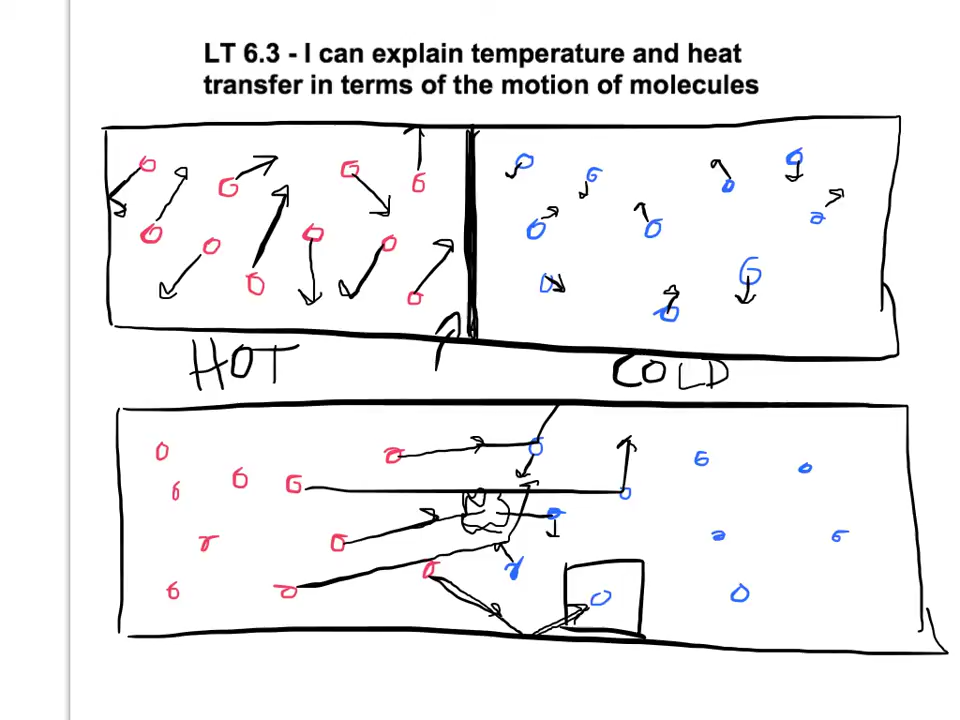 LT 6.3 - I can explain temperature and heat
transfer in terms of the motion of molecules
HOT
COLD